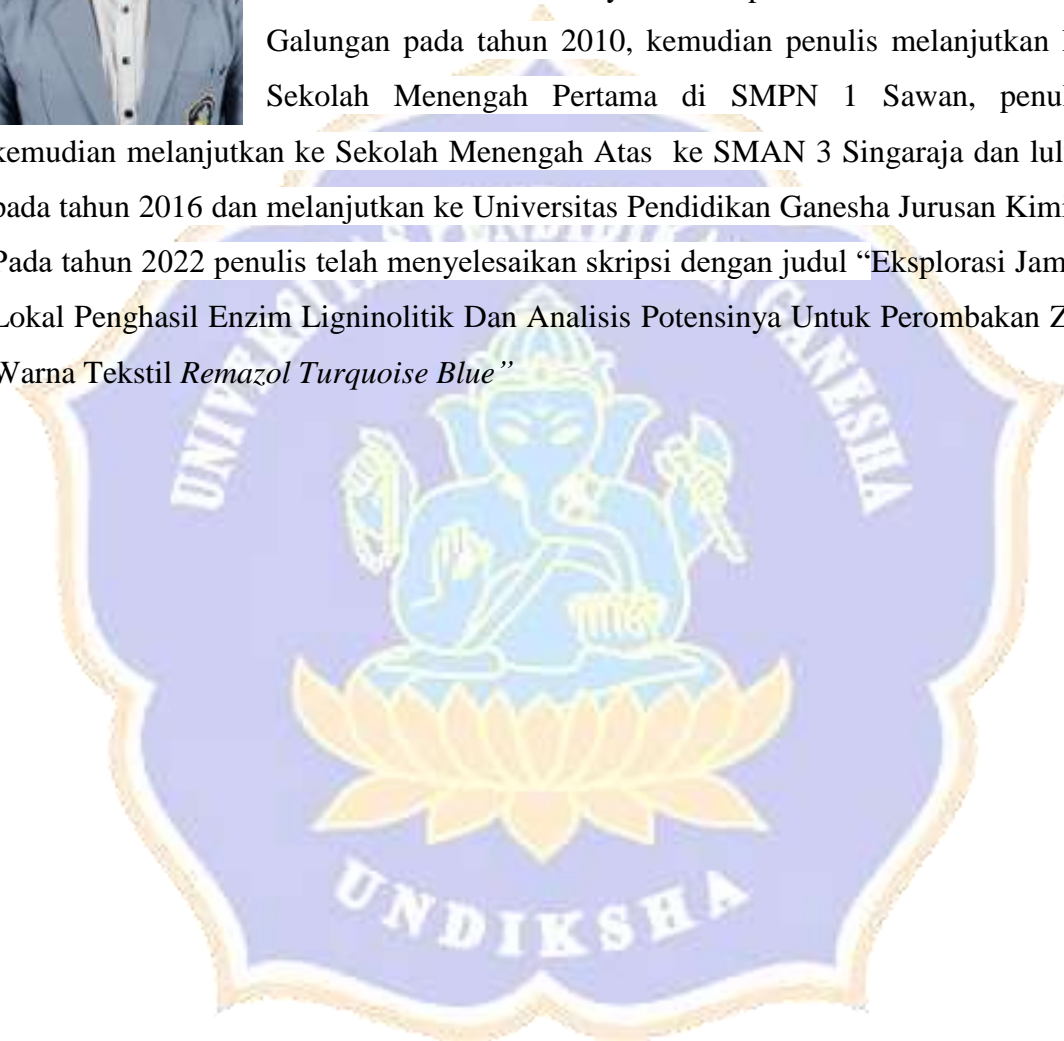 Galungan pada tahun 2010, kemudian penulis melanjutkan
Sekolah Menengah Pertama di SMPN 1 Sawan,
kemudian melanjutkan ke Sekolah Menengah Atas ke SMAN 3 Singaraja dan
pada tahun 2016 dan melanjutkan ke Universitas Pendidikan Ganesha Jurusan
Pada tahun 2022 penulis telah menyelesaikan skripsi dengan judul “Eksplorasi
Lokal Penghasil Enzim Ligninolitik Dan Analisis Potensinya Untuk Perombakan
Warna Tekstil Remazol Turquoise Blue”
UNIVERSITAS PENDIDIKAN GANESHA
UNDIKSHA